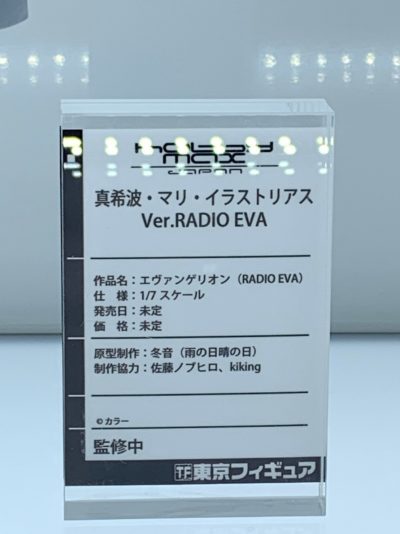 hobby
max
JAPAN
真希波・マリ・イラストリアス
Ver.RADIO EVA
作品名：エヴァンゲリオン（RADIO EVA）
仕　様：1/7 スケール
発売日：未定
価　格：未定
原型制作：冬音（雨の日晴の日）
制作協力：佐藤ノブヒロ、kiking
©カラー
監修中
TF東京フィギュア